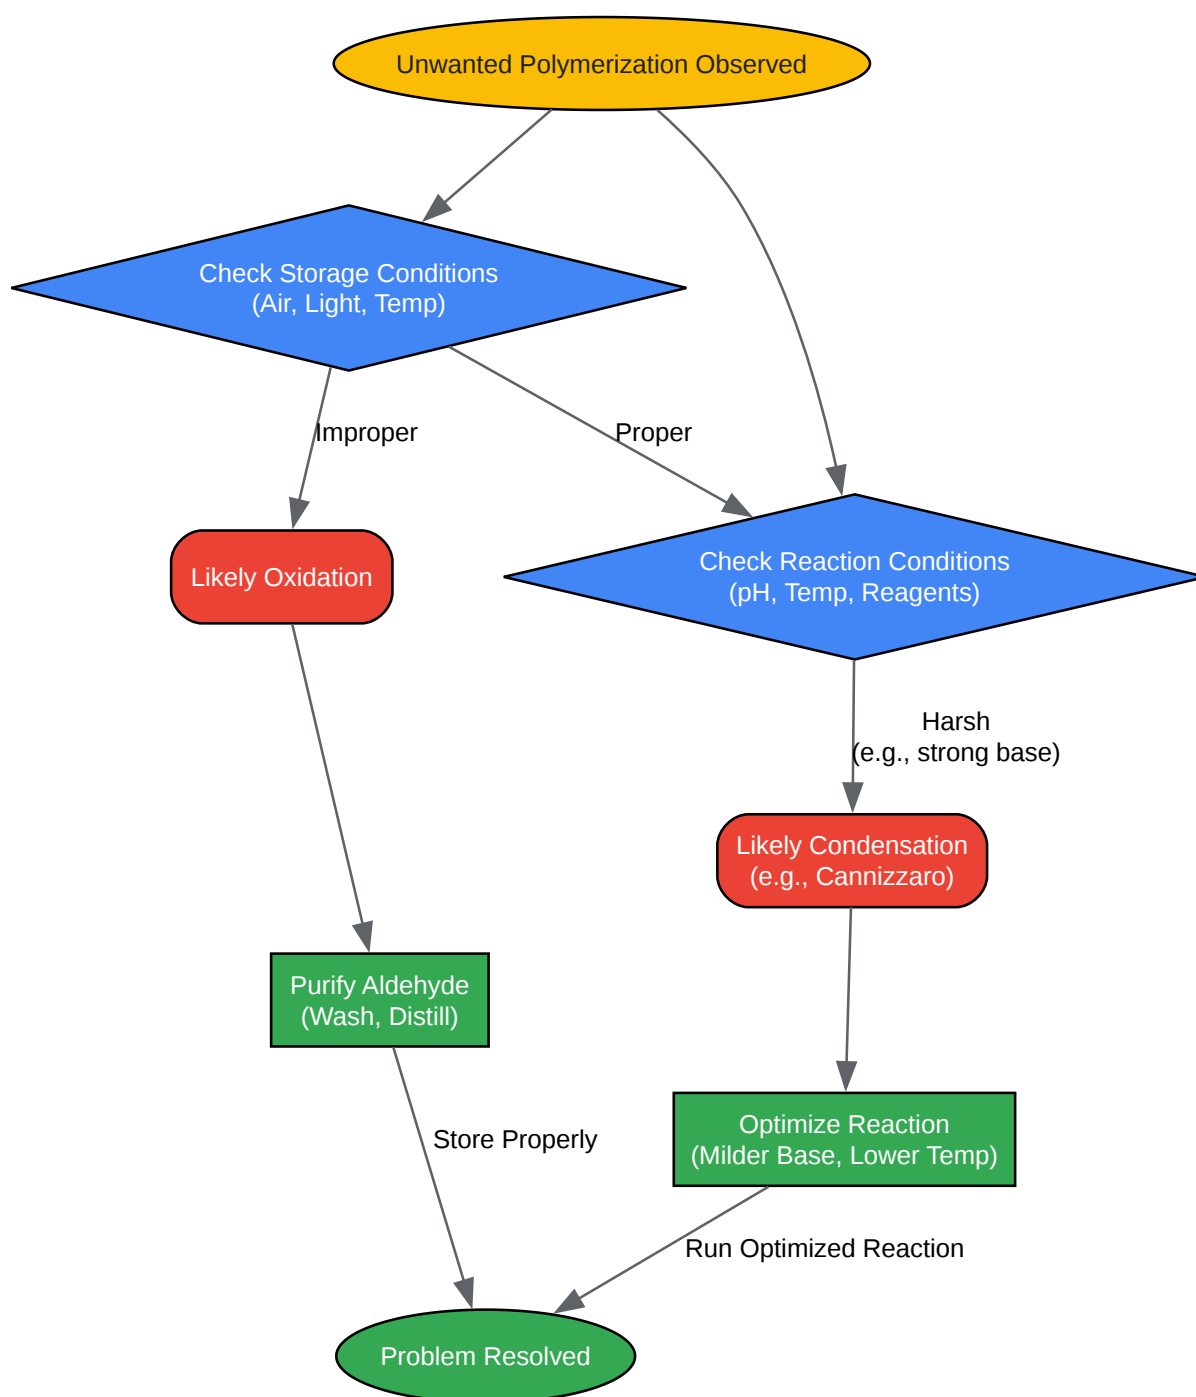 Unwanted Polymerization Observed
Check Storage Conditions
(Air, Light, Temp)
Improper
Proper
Likely Oxidation
Check Reaction Conditions
(pH, Temp, Reagents)
Harsh
(e.g., strong base)
Likely Condensation
(e.g., Cannizzaro)
Purify Aldehyde
(Wash, Distill)
Optimize Reaction
(Milder Base, Lower Temp)
Store Properly
Run Optimized Reaction
Problem Resolved